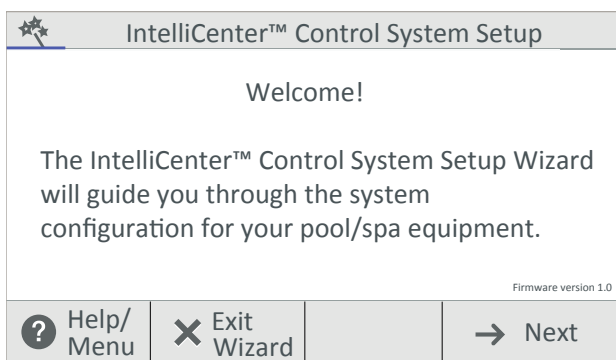 IntelliCenter™ Control System Setup
Welcome!
The IntelliCenter™ Control System Setup Wizard
will guide you through the system
configuration for your pool/spa equipment.
Firmware version 1.0
? Help/
Menu
Exit
Wizard
Next